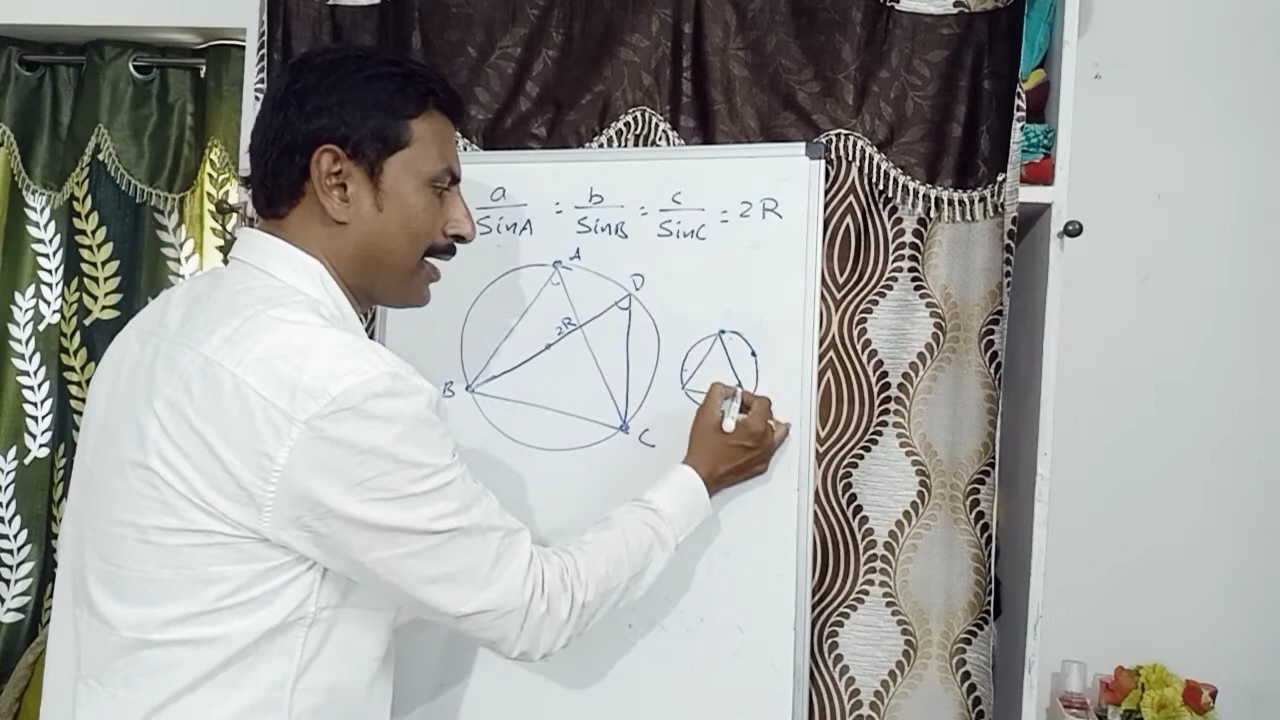 a/SinA = b/SinB = c/SinC = 2R
A
D
2R
B
C